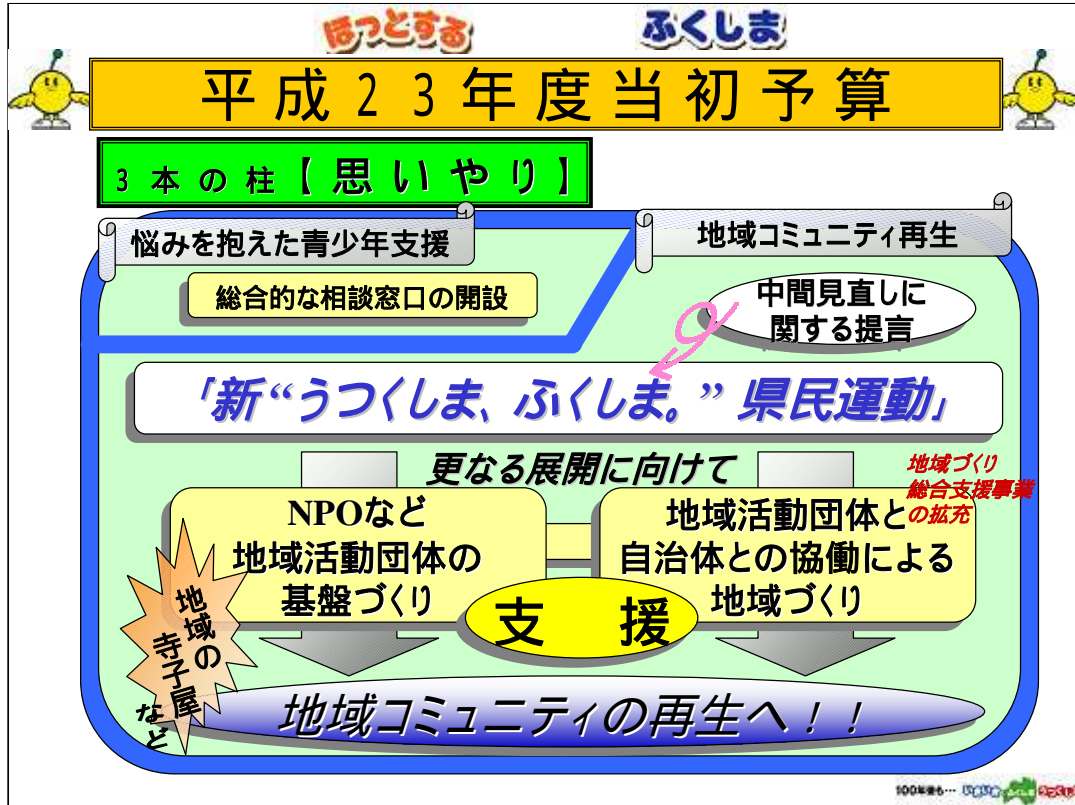 ほっとする ふくしま
平成23年度当初予算
3本の柱【思いやり】
悩みを抱えた青少年支援
総合的な相談窓口の開設
地域コミュニティ再生
中間見直しに
関する提言
「新“うつくしま、ふくしま。”県民運動」
更なる展開に向けて
地域づくり
総合支援事業
の拡充
NPOなど
地域活動団体の
基盤づくり
地域活動団体と
自治体との協働による
地域づくり
支 援
地域の
寺子屋
など
地域コミュニティの再生へ！！
100年後も…